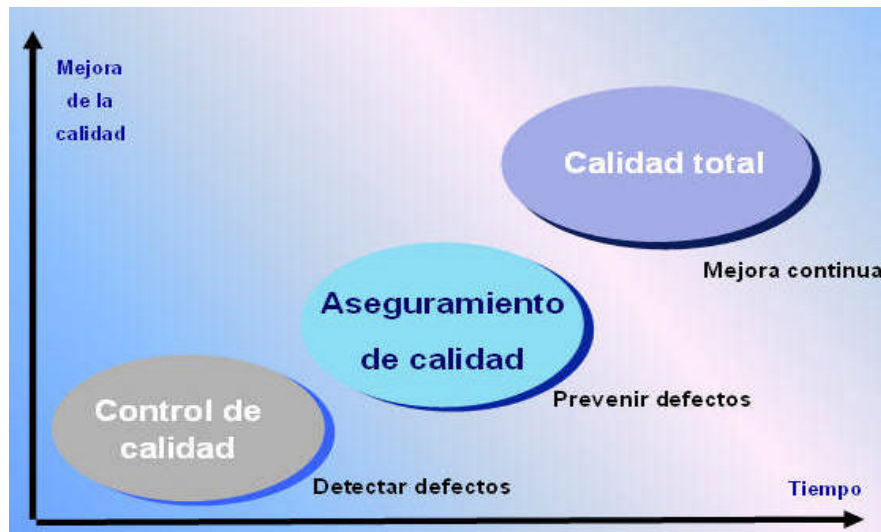 Mejora
de la
calidad
Calidad total
Mejora continua
Aseguramiento
de calidad
Prevenir defectos
Control de
calidad
Detectar defectos
Tiempo